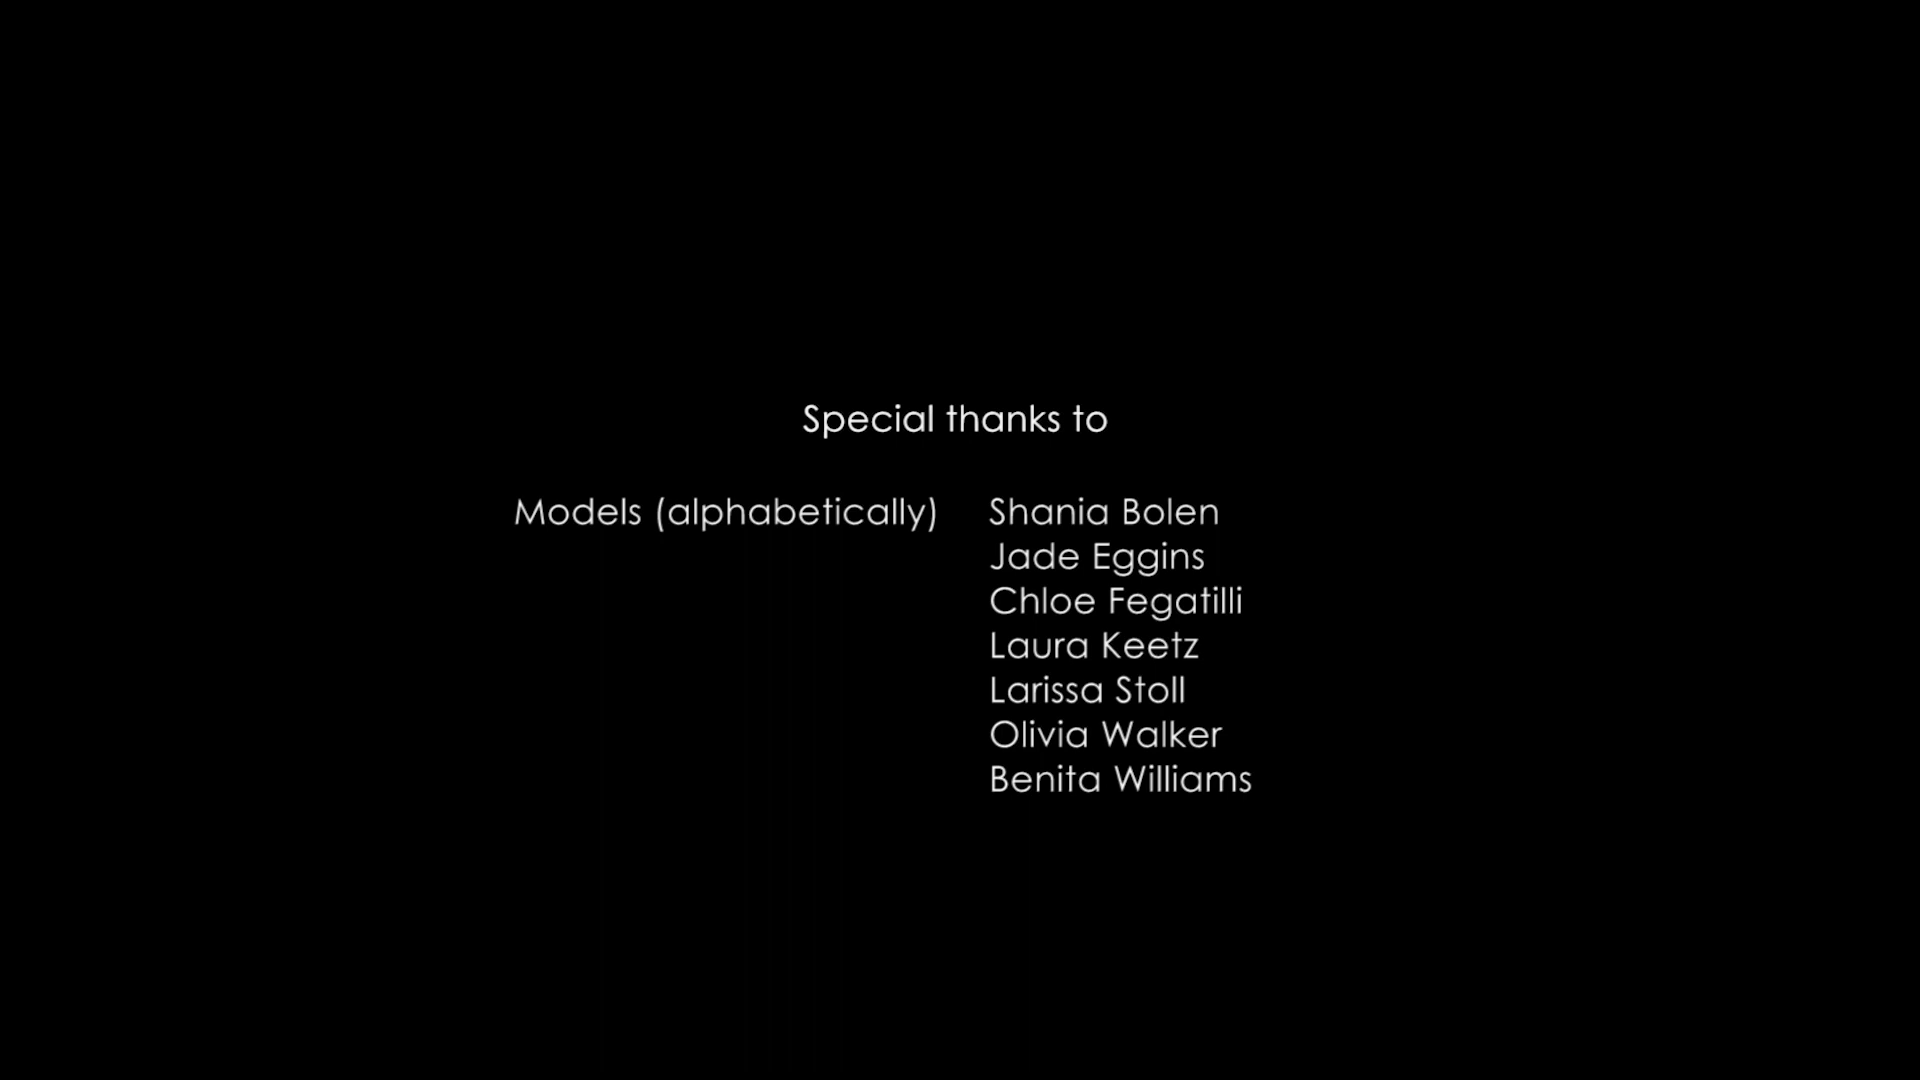 Special thanks to
Models (alphabetically) Shania Bolen
Jade Eggins
Chloe Fegatilli
Laura Keetz
Larissa Stoll
Olivia Walker
Benita Williams